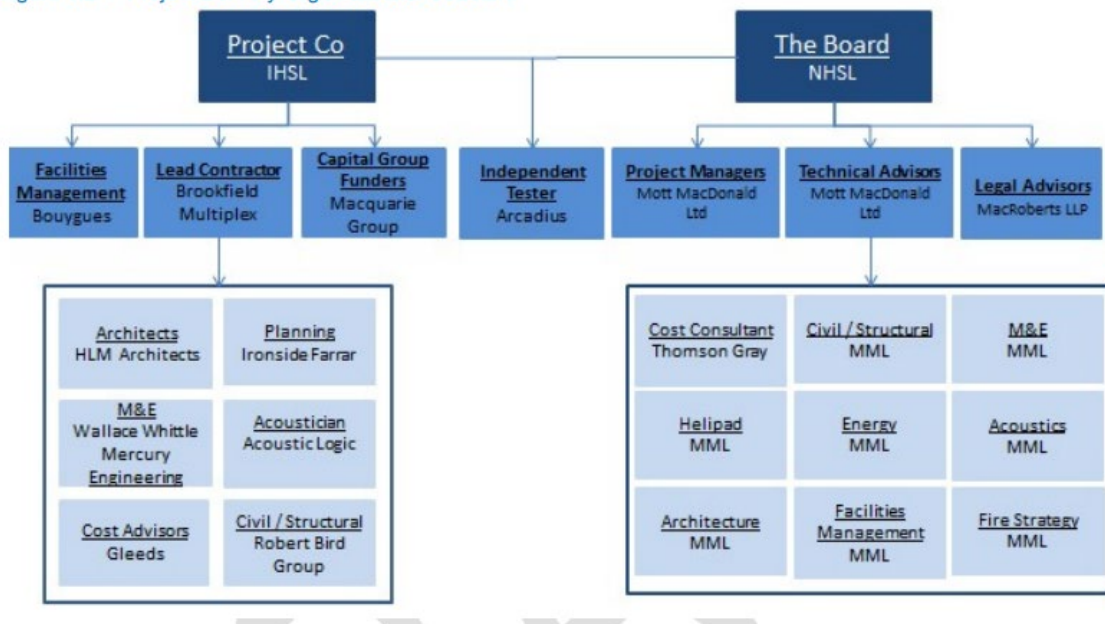 Project Co
IHSL
The Board
NHSL
Facilities
Management
Bouygues
Lead Contractor
Brookfield
Multiplex
Capital Group
Funders
Macquarie
Group
Independent
Tester
Arcadius
Project Managers
Mott MacDonald
Ltd
Technical Advisors
Mott MacDonald
Ltd
Legal Advisors
MacRoberts LLP
Architects
HLM Architects
Planning
Ironside Farrar
M&E
Wallace Whittle
Mercury
Engineering
Acoustician
Acoustic Logic
Cost Advisors
Gleeds
Civil / Structural
Robert Bird
Group
Cost Consultant
Thomson Gray
Civil / Structural
MML
M&E
MML
Helipad
MML
Energy
MML
Acoustics
MML
Architecture
MML
Facilities
Management
MML
Fire Strategy
MML